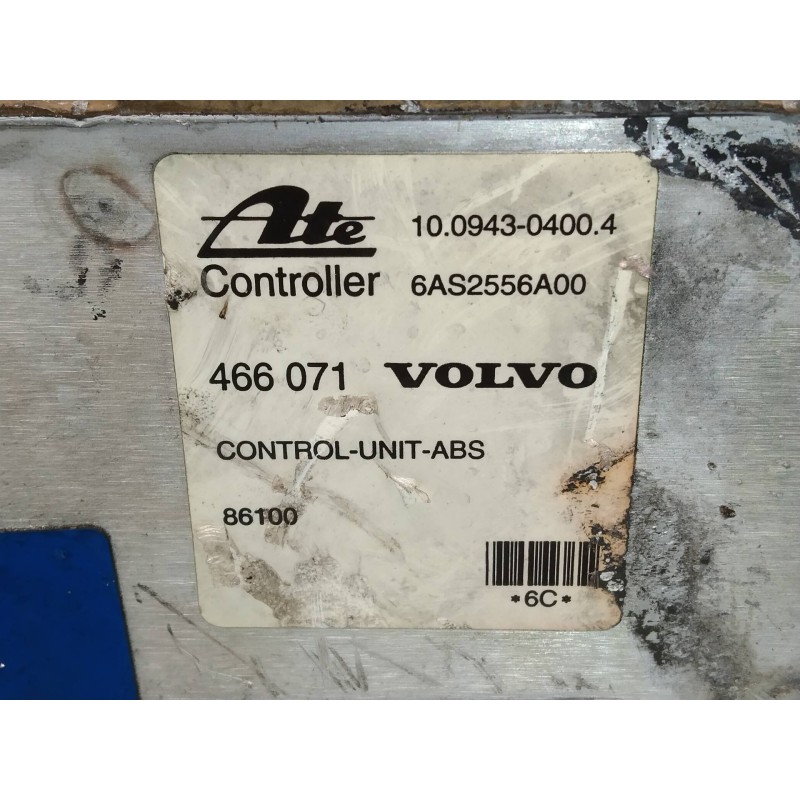 Ate 10.0943-0400.4
Controller 6AS2556A00
466 071 VOLVO
CONTROL-UNIT-ABS
86100
*6C*